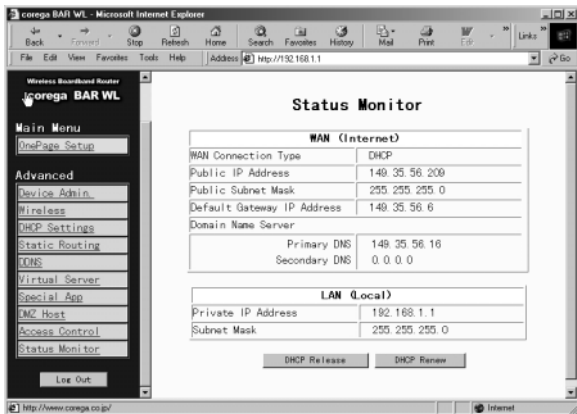 corega BAR WL - Microsoft Internet Explorer
Back Forward Stop Refresh Home Search Favorites History Mail Print Edit » Links »
File Edit View Favorites Tools Help Address http://192.168.1.1 Go
Wireless Boardband Router
corega BAR WL
Main Menu
OnePage Setup
Advanced
Device Admin.
Wireless
DHCP Settings
Static Routing
DDNS
Virtual Server
Special App
DMZ Host
Access Control
Status Monitor
Log Out
Status Monitor
WAN (Internet)
WAN Connection Type DHCP
Public IP Address 149.35.56.209
Public Subnet Mask 255.255.255.0
Default Gateway IP Address 149.35.56.6
Domain Name Server
Primary DNS 149.35.56.16
Secondary DNS 0.0.0.0
LAN (Local)
Private IP Address 192.168.1.1
Subnet Mask 255.255.255.0
DHCP Release DHCP Renew
http://www.corega.co.jp/ Internet